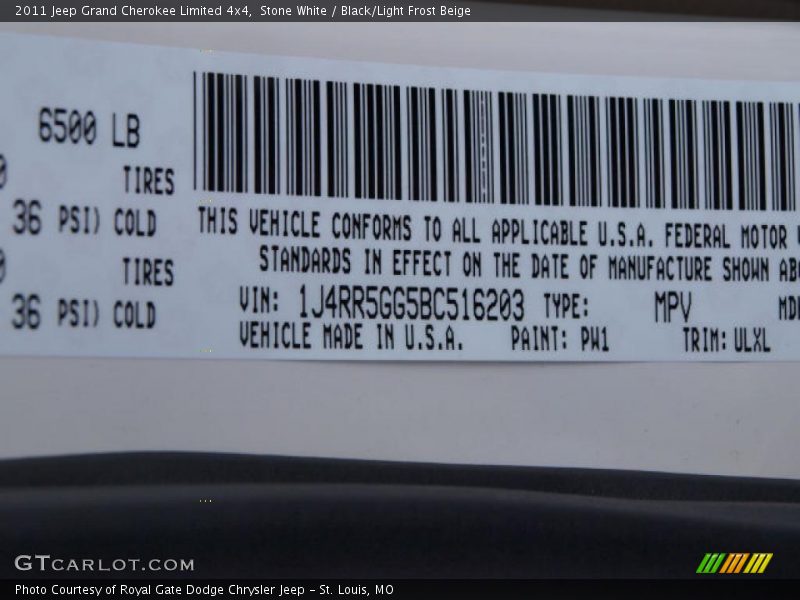 2011 Jeep Grand Cherokee Limited 4x4, Stone White / Black/Light Frost Beige
6500 LB
TIRES
36 PSI) COLD
THIS VEHICLE CONFORMS TO ALL APPLICABLE U.S.A. FEDERAL MOTOR
TIRES
STANDARDS IN EFFECT ON THE DATE OF MANUFACTURE SHOWN
36 PSI) COLD
VIN: 1J4RR5GG5BC516203 TYPE: MPV
VEHICLE MADE IN U.S.A. PAINT: PW1 TRIM: ULXL
GTCARLOT.COM
Photo Courtesy of Royal Gate Dodge Chrysler Jeep - St. Louis, MO